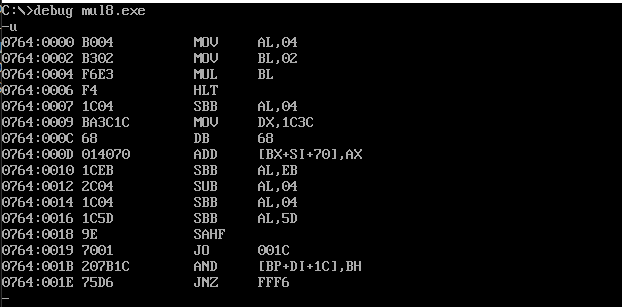 C:\>debug mul8.exe
-u
0764:0000 B004 MOV AL,04
0764:0002 B302 MOV BL,02
0764:0004 F6E3 MUL BL
0764:0006 F4 HLT
0764:0007 1C04 SBB AL,04
0764:0009 BA3C1C MOV DX,1C3C
0764:000C 68 DB 68
0764:000D 014070 ADD [BX+SI+70],AX
0764:0010 1CEB SBB AL,EB
0764:0012 2C04 SUB AL,04
0764:0014 1C04 SBB AL,04
0764:0016 1C5D SBB AL,5D
0764:0018 9E SAHF
0764:0019 7001 JO 001C
0764:001B 207B1C AND [BP+DI+1C],BH
0764:001E 75D6 JNZ FFF6
-